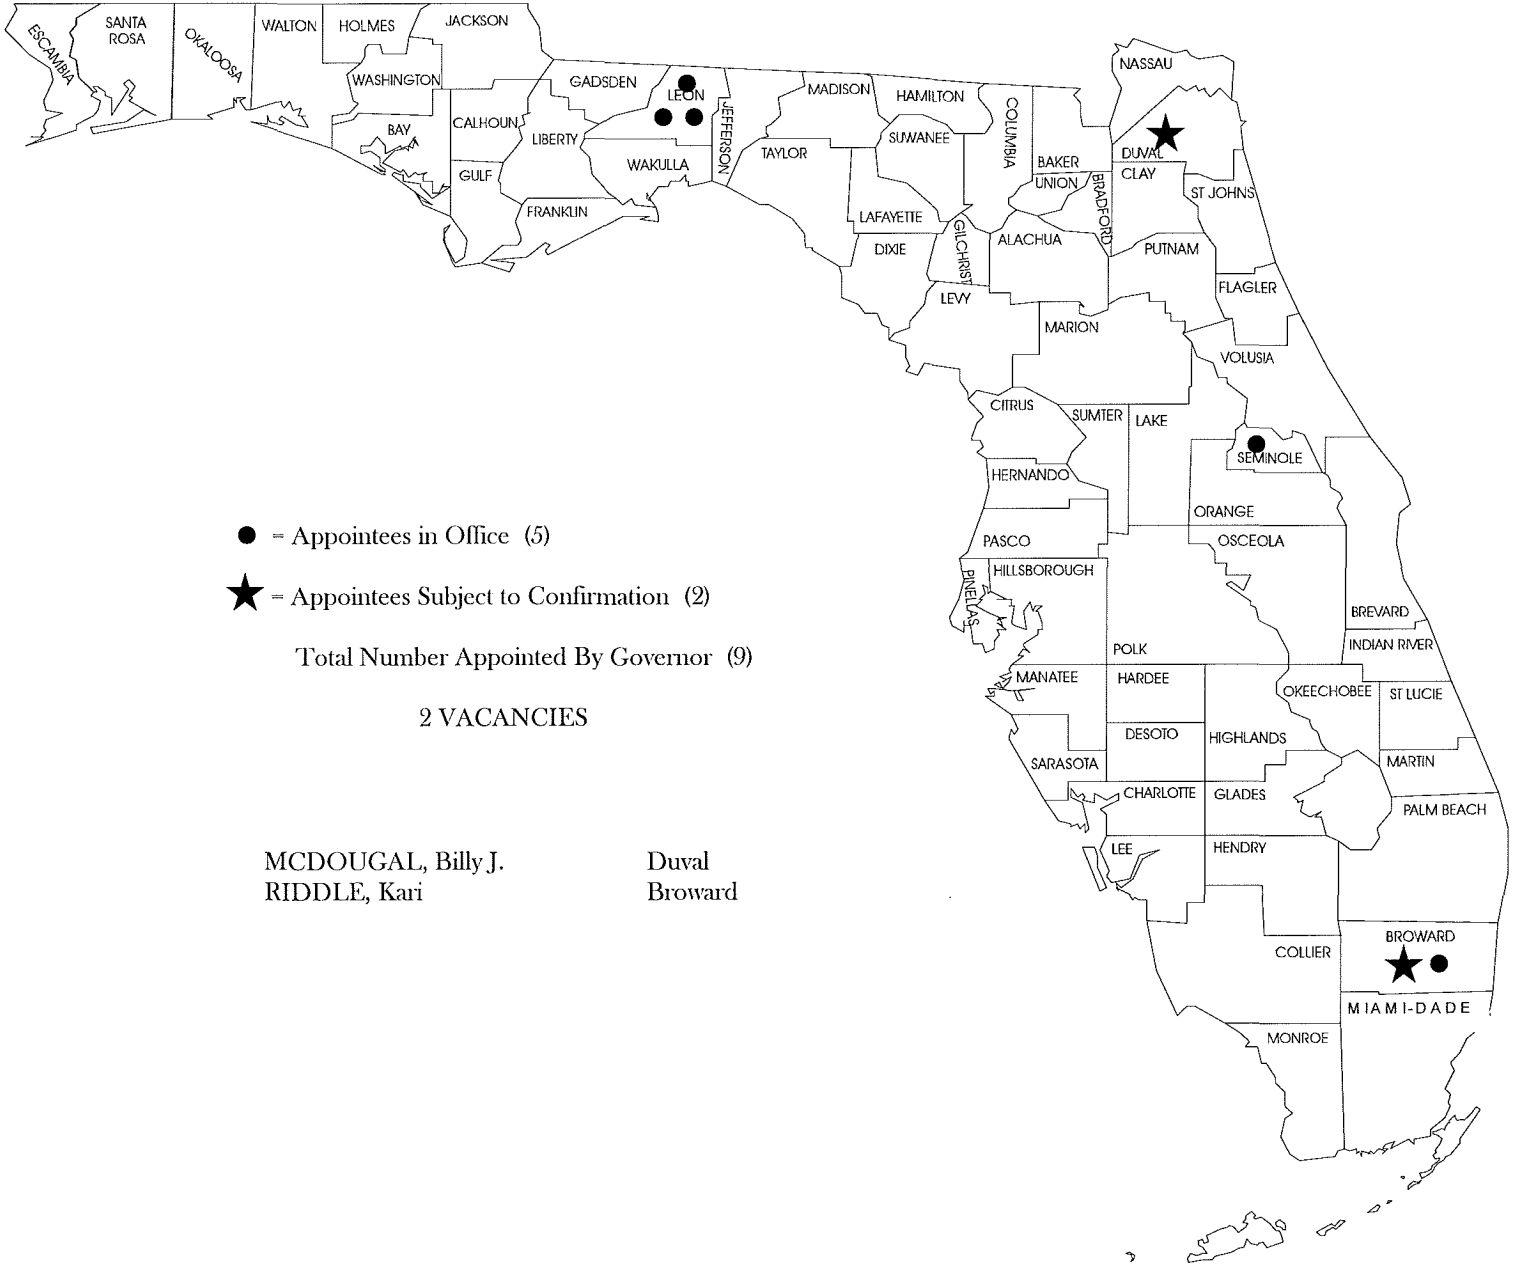 ESCAMBIA
SANTA
ROSA
OKALOOSA
WALTON
HOLMES
JACKSON
WASHINGTON
BAY
CALHOUN
GULF
GADSDEN
LIBERTY
FRANKLIN
LEON
WAKULLA
JEFFERSON
MADISON
TAYLOR
HAMILTON
SUWANEE
LAFAYETTE
DIXIE
COLUMBIA
GILCHRIST
BAKER
UNION
BRADFORD
ALACHUA
LEVY
NASSAU
DUVAL
CLAY
ST JOHNS
PUTNAM
FLAGLER
MARION
VOLUSIA
CITRUS
SUMTER
LAKE
SEMINOLE
HERNANDO
ORANGE
PASCO
OSCEOLA
HILLSBOROUGH
PINELLAS
BREVARD
POLK
INDIAN RIVER
MANATEE
HARDEE
OKEECHOBEE
ST LUCIE
DESOTO
HIGHLANDS
SARASOTA
MARTIN
CHARLOTTE
GLADES
PALM BEACH
LEE
HENDRY
BROWARD
COLLIER
MIAMI-DADE
MONROE
= Appointees in Office (5)
= Appointees Subject to Confirmation (2)
Total Number Appointed By Governor (9)
2 VACANCIES
MCDOUGAL, Billy J. Duval
RIDDLE, Kari Broward